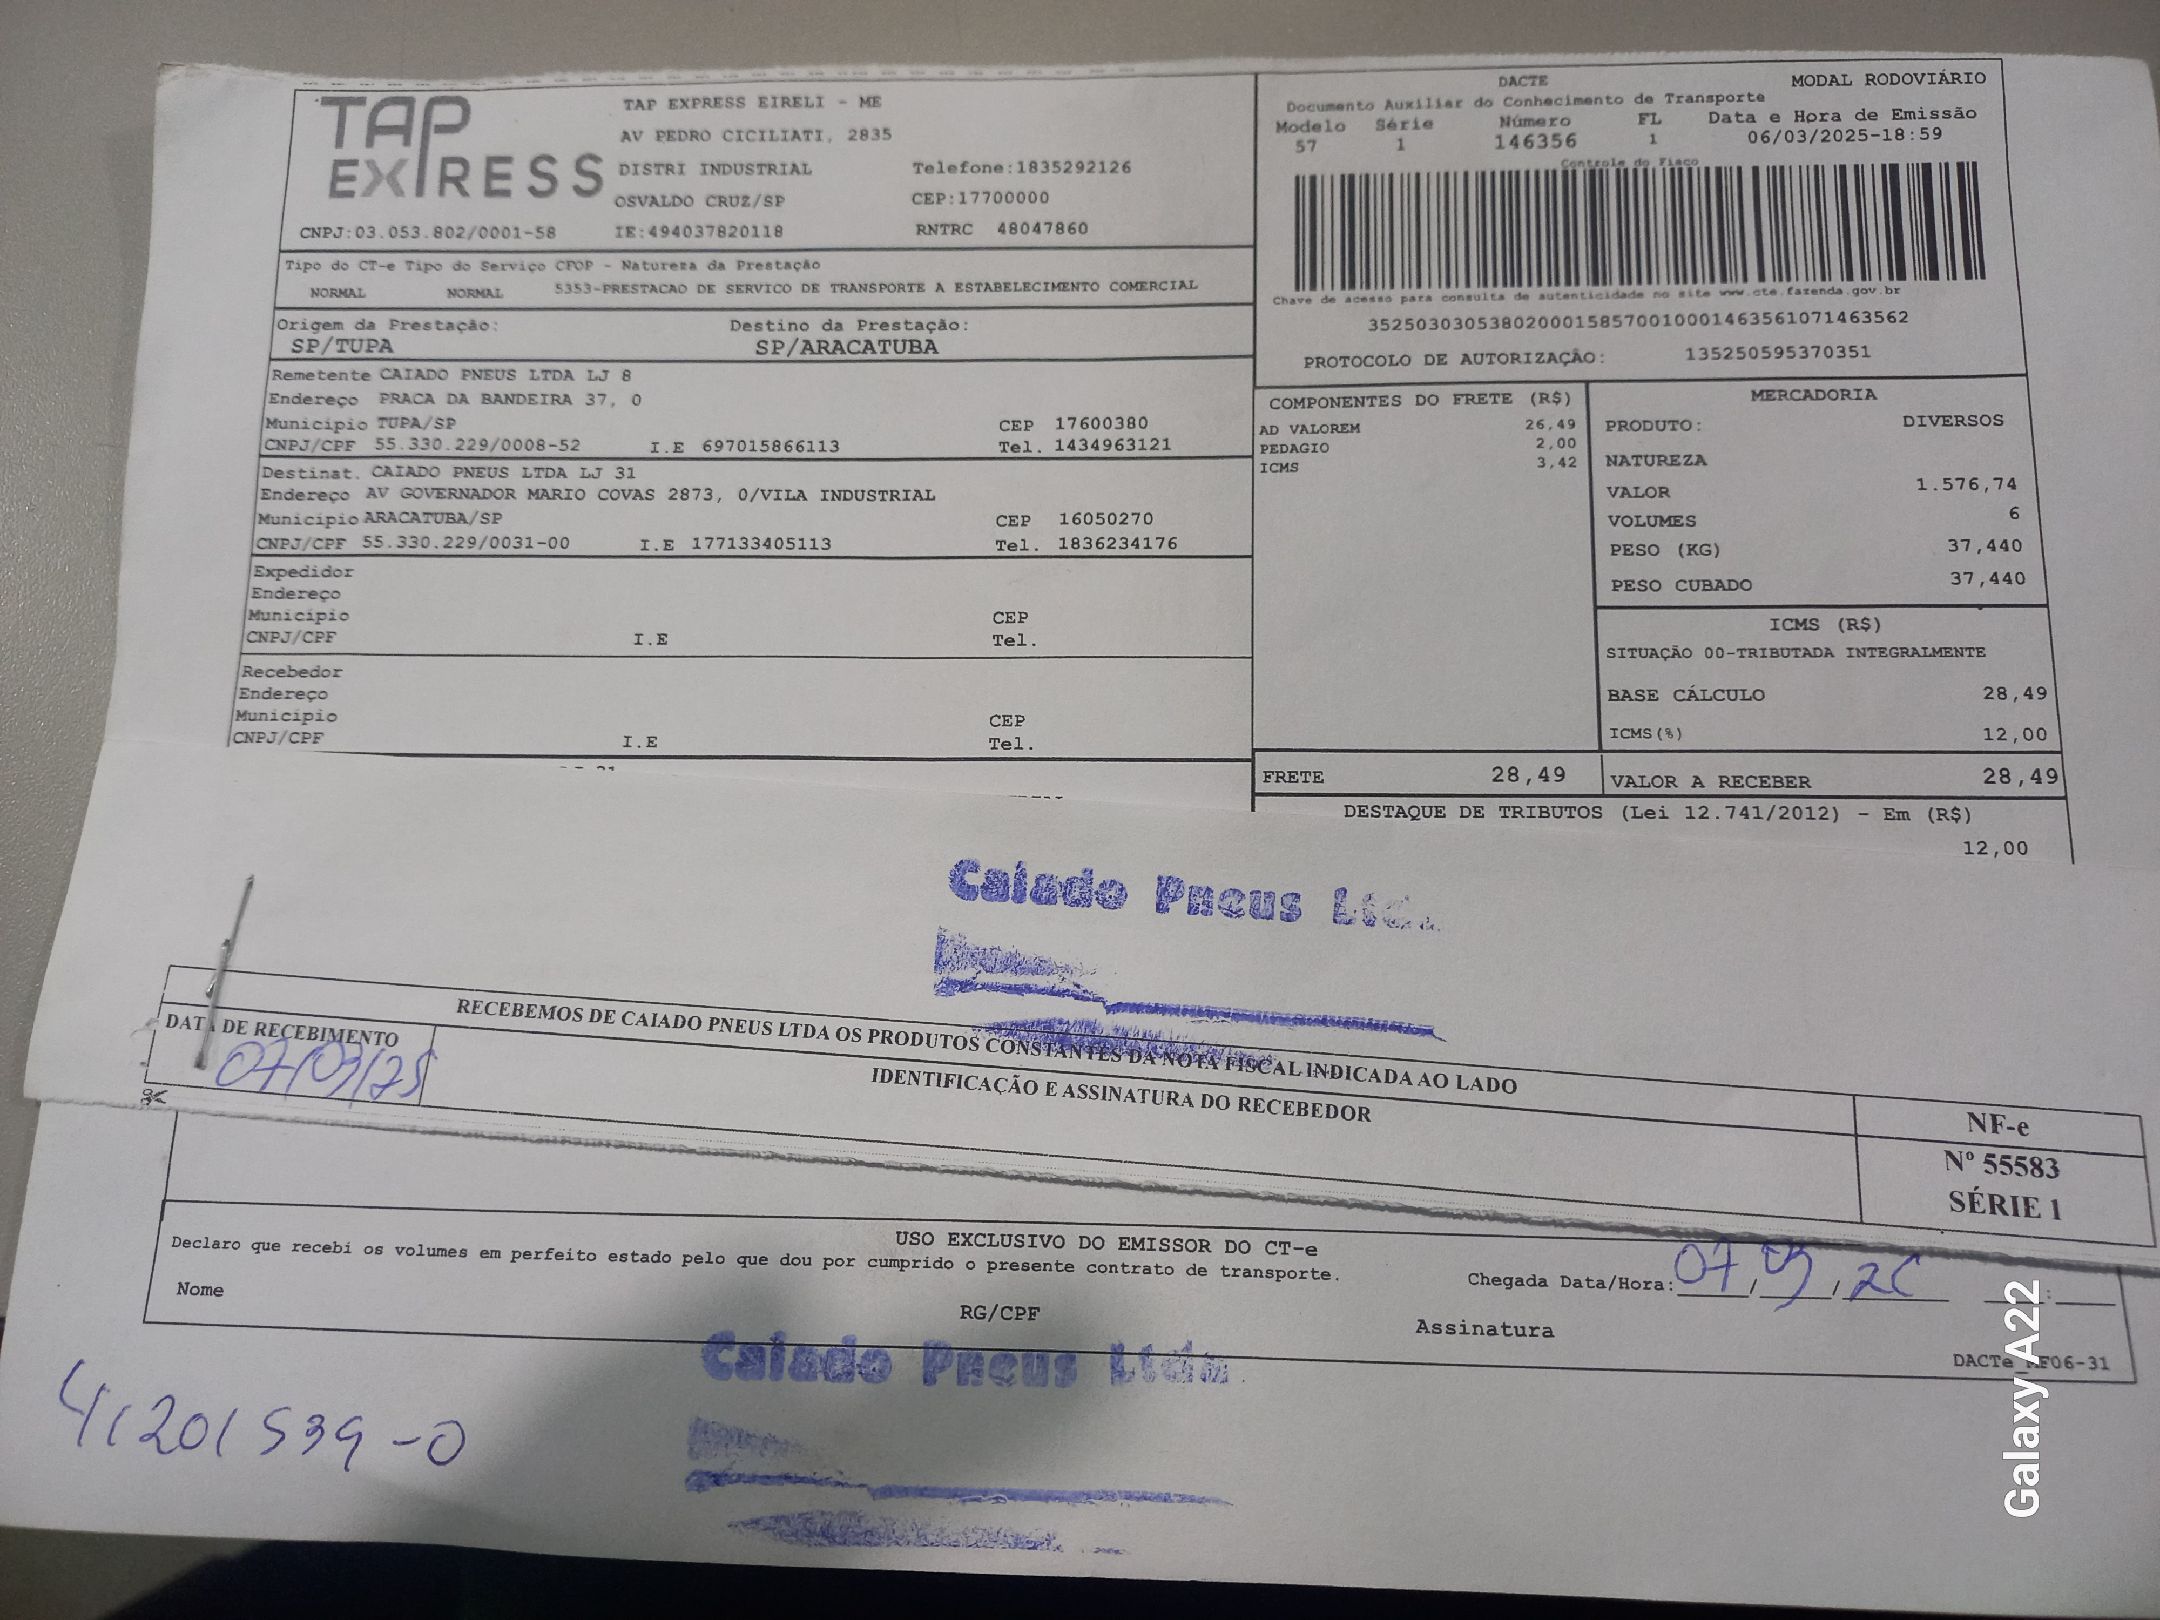 TAP EXPRESS
TAP EXPRESS EIRELI - ME
AV PEDRO CICILIATI, 2835
DISTRI INDUSTRIAL Telefone:1835292126
OSVALDO CRUZ/SP CEP:17700000
CNPJ:03.053.802/0001-58 IE:494037820118 RNTRC 48047860
DACTE MODAL RODOVIÁRIO
Documento Auxiliar do Conhecimento de Transporte
Modelo Série Número FL Data e Hora de Emissão
57 1 146356 1 06/03/2025-18:59
Controle do Fisco
Chave de acesso para consulta de autenticidade no site www.cte.fazenda.gov.br
35250303053802000158570010001463561071463562
PROTOCOLO DE AUTORIZAÇÃO: 135250595370351
Tipo do CT-e Tipo do Serviço CFOP - Natureza da Prestação
NORMAL NORMAL 5353-PRESTACAO DE SERVICO DE TRANSPORTE A ESTABELECIMENTO COMERCIAL
Origem da Prestação: Destino da Prestação:
SP/TUPA SP/ARACATUBA
Remetente CAIADO PNEUS LTDA LJ 8
Endereço PRACA DA BANDEIRA 37, 0
Município TUPA/SP CEP 17600380
CNPJ/CPF 55.330.229/0008-52 I.E 697015866113 Tel. 1434963121
Destinat. CAIADO PNEUS LTDA LJ 31
Endereço AV GOVERNADOR MARIO COVAS 2873, 0/VILA INDUSTRIAL
Município ARACATUBA/SP CEP 16050270
CNPJ/CPF 55.330.229/0031-00 I.E 177133405113 Tel. 1836234176
Expedidor
Endereço
Município CEP
CNPJ/CPF I.E Tel.
Recebedor
Endereço
Município CEP
CNPJ/CPF I.E Tel.
COMPONENTES DO FRETE (R$)
AD VALOREM 26,49
PEDAGIO 2,00
ICMS 3,42
FRETE 28,49
MERCADORIA
PRODUTO: DIVERSOS
NATUREZA
VALOR 1.576,74
VOLUMES 6
PESO (KG) 37,440
PESO CUBADO 37,440
ICMS (R$)
SITUAÇÃO 00-TRIBUTADA INTEGRALMENTE
BASE CÁLCULO 28,49
ICMS(%) 12,00
VALOR A RECEBER 28,49
DESTAQUE DE TRIBUTOS (Lei 12.741/2012) - Em (R$)
12,00
Caiado Pneus Ltda.
RECEBEMOS DE CAIADO PNEUS LTDA OS PRODUTOS CONSTANTES DA NOTA FISCAL INDICADA AO LADO
DATA DE RECEBIMENTO IDENTIFICAÇÃO E ASSINATURA DO RECEBEDOR
07/03/25
NF-e
Nº 55583
SÉRIE 1
USO EXCLUSIVO DO EMISSOR DO CT-e
Declaro que recebi os volumes em perfeito estado pelo que dou por cumprido o presente contrato de transporte.
Chegada Data/Hora: 07/03/25 :
Nome RG/CPF Assinatura
DACTe MF06-31
Caiado Pneus Ltda.
41201539-0
Galaxy A22